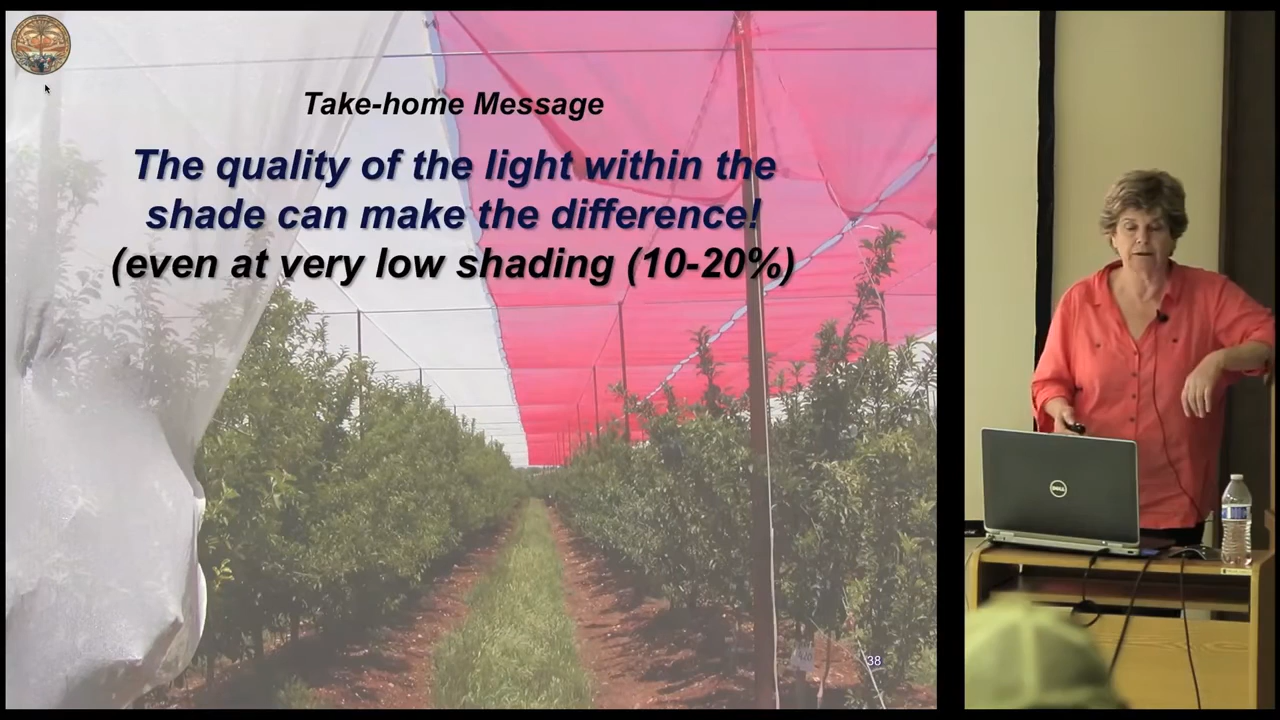 Take-home Message
The quality of the light within the
shade can make the difference!
(even at very low shading (10-20%)
38
DELL